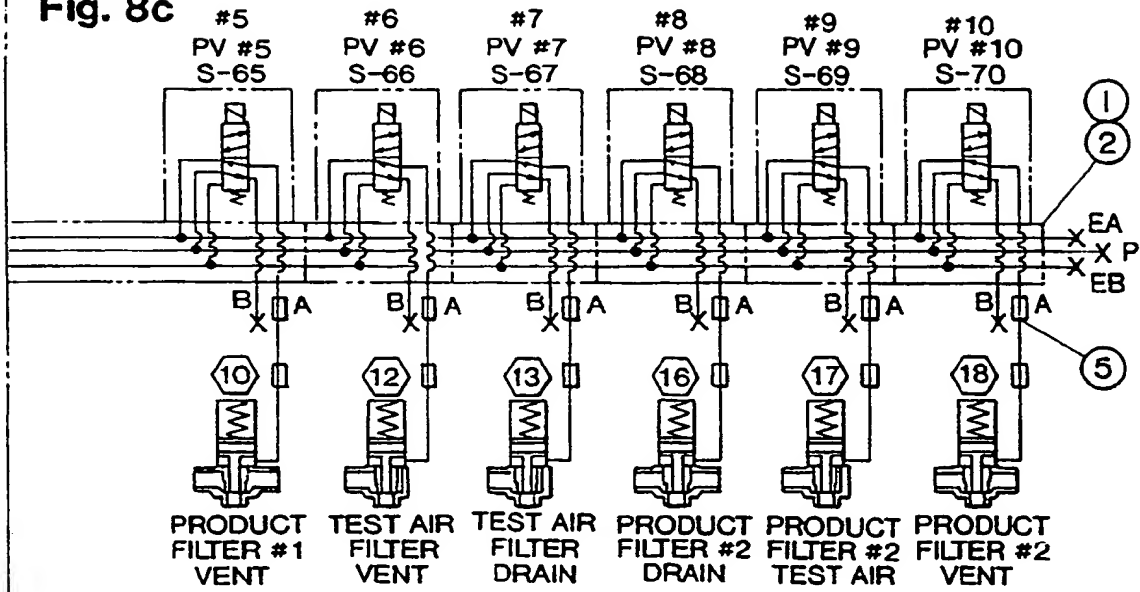 Fig. 8c
#5 #6 #7 #8 #9 #10
PV #5 PV #6 PV #7 PV #8 PV #9 PV #10
S-65 S-66 S-67 S-68 S-69 S-70
1
2
EA
P
EB
B A B A B A B A B A B A
5
10 12 13 16 17 18
PRODUCT TEST AIR TEST AIR PRODUCT PRODUCT PRODUCT
FILTER #1 FILTER FILTER FILTER #2 FILTER #2 FILTER #2
VENT VENT DRAIN DRAIN TEST AIR VENT